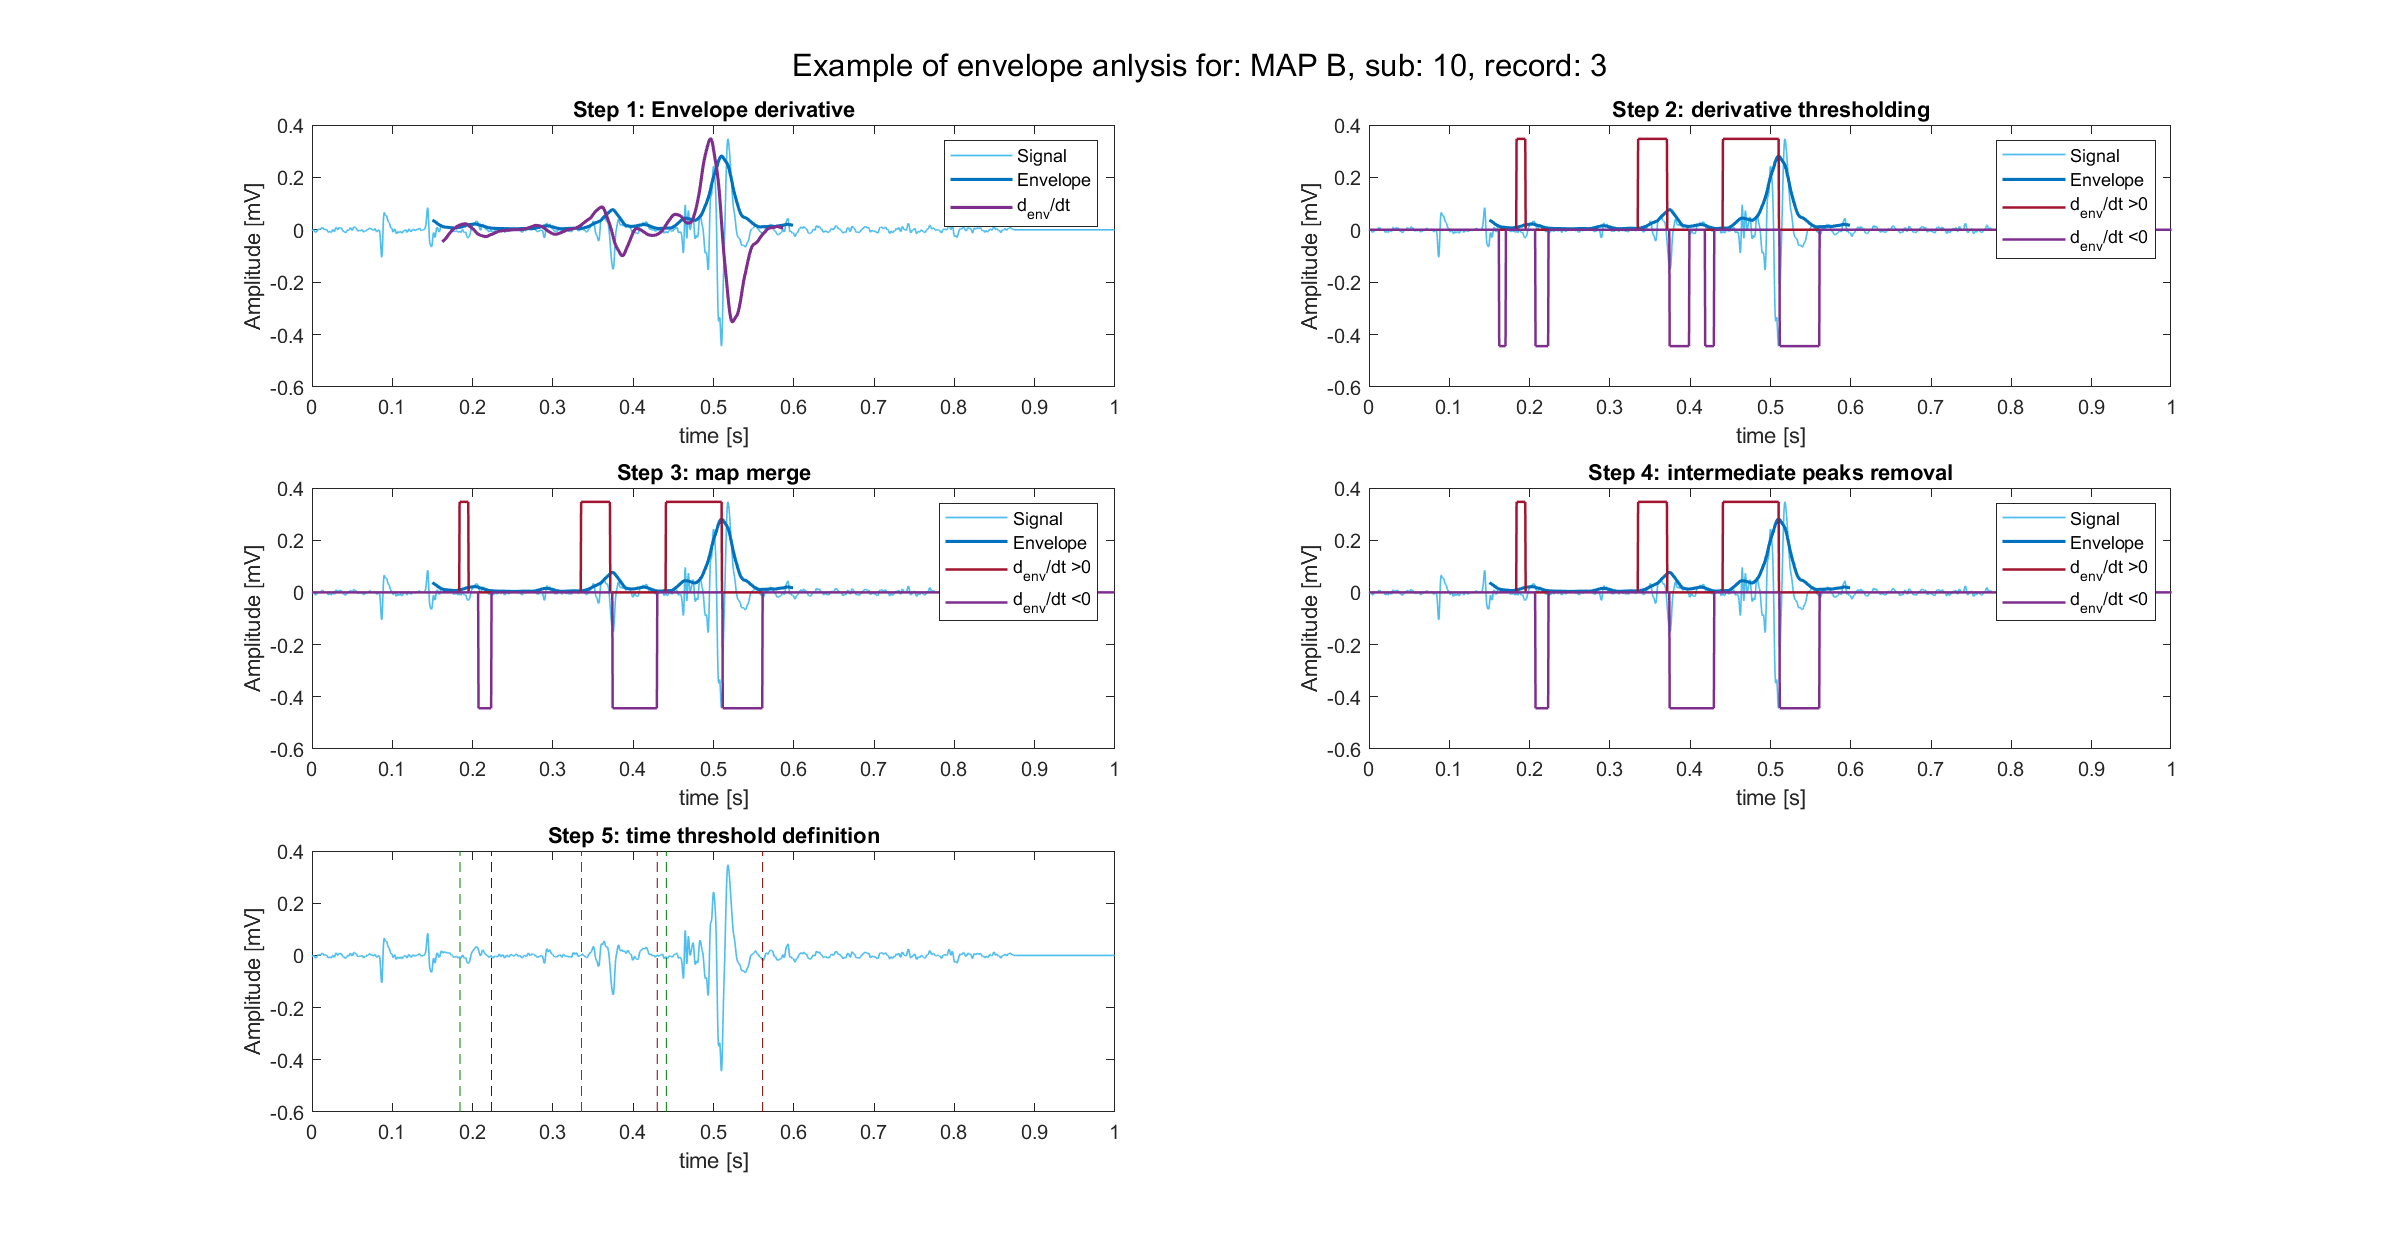 Example of envelope anlysis for: MAP B, sub: 10, record: 3
Step 1: Envelope derivative
0.4
0.2
0
-0.2
-0.4
-0.6
Amplitude [mV]
0 0.1 0.2 0.3 0.4 0.5 0.6 0.7 0.8 0.9 1
time [s]
Signal
Envelope
d_env/dt
Step 2: derivative thresholding
0.4
0.2
0
-0.2
-0.4
-0.6
Amplitude [mV]
0 0.1 0.2 0.3 0.4 0.5 0.6 0.7 0.8 0.9 1
time [s]
Signal
Envelope
d_env/dt >0
d_env/dt <0
Step 3: map merge
0.4
0.2
0
-0.2
-0.4
-0.6
Amplitude [mV]
0 0.1 0.2 0.3 0.4 0.5 0.6 0.7 0.8 0.9 1
time [s]
Signal
Envelope
d_env/dt >0
d_env/dt <0
Step 4: intermediate peaks removal
0.4
0.2
0
-0.2
-0.4
-0.6
Amplitude [mV]
0 0.1 0.2 0.3 0.4 0.5 0.6 0.7 0.8 0.9 1
time [s]
Signal
Envelope
d_env/dt >0
d_env/dt <0
Step 5: time threshold definition
0.4
0.2
0
-0.2
-0.4
-0.6
Amplitude [mV]
0 0.1 0.2 0.3 0.4 0.5 0.6 0.7 0.8 0.9 1
time [s]